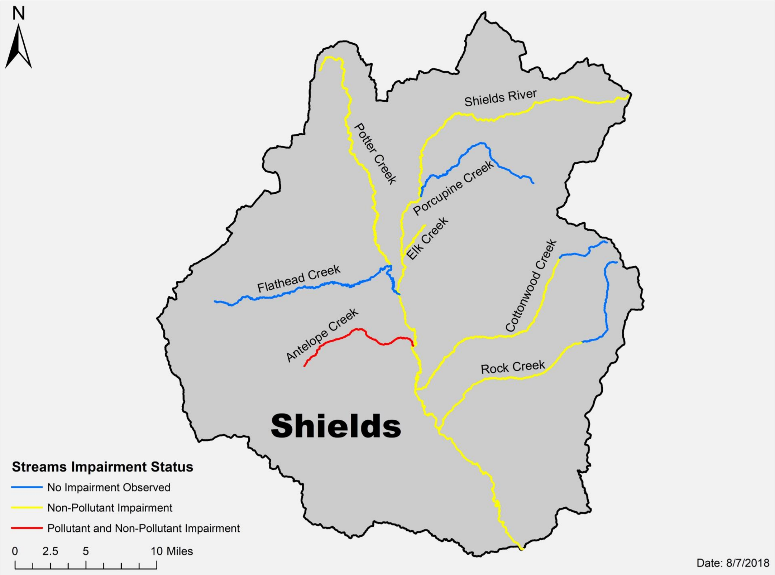 N
Shields River
Potter Creek
Porcupine Creek
Elk Creek
Flathead Creek
Cottonwood Creek
Antelope Creek
Rock Creek
Shields
Streams Impairment Status
No Impairment Observed
Non-Pollutant Impairment
Pollutant and Non-Pollutant Impairment
0 2.5 5 10 Miles
Date: 8/7/2018